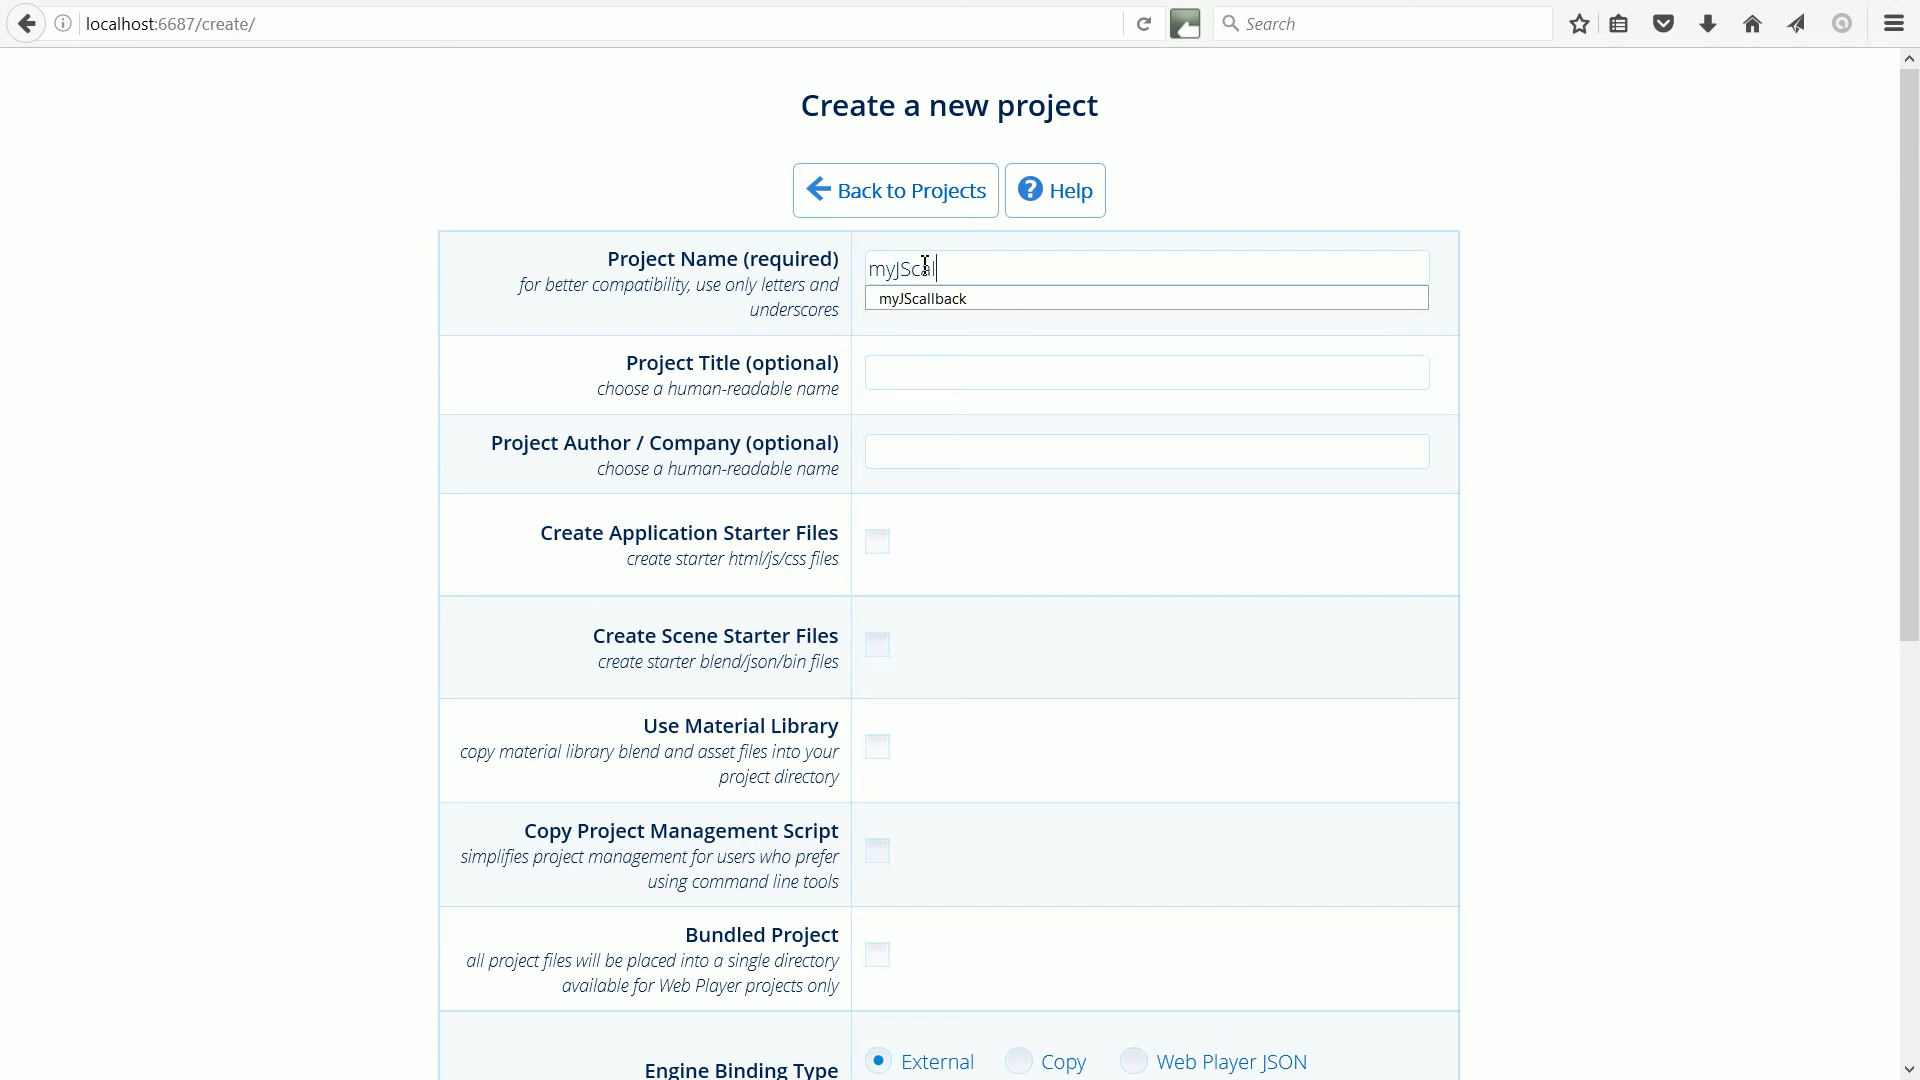 localhost:6687/create/
Search
Create a new project
Back to Projects
? Help
Project Name (required)
for better compatibility, use only letters and
underscores
myJScal
myJScallback
Project Title (optional)
choose a human-readable name
Project Author / Company (optional)
choose a human-readable name
Create Application Starter Files
create starter html/js/css files
Create Scene Starter Files
create starter blend/json/bin files
Use Material Library
copy material library blend and asset files into your
project directory
Copy Project Management Script
simplifies project management for users who prefer
using command line tools
Bundled Project
all project files will be placed into a single directory
available for Web Player projects only
Engine Binding Type
External
Copy
Web Player JSON